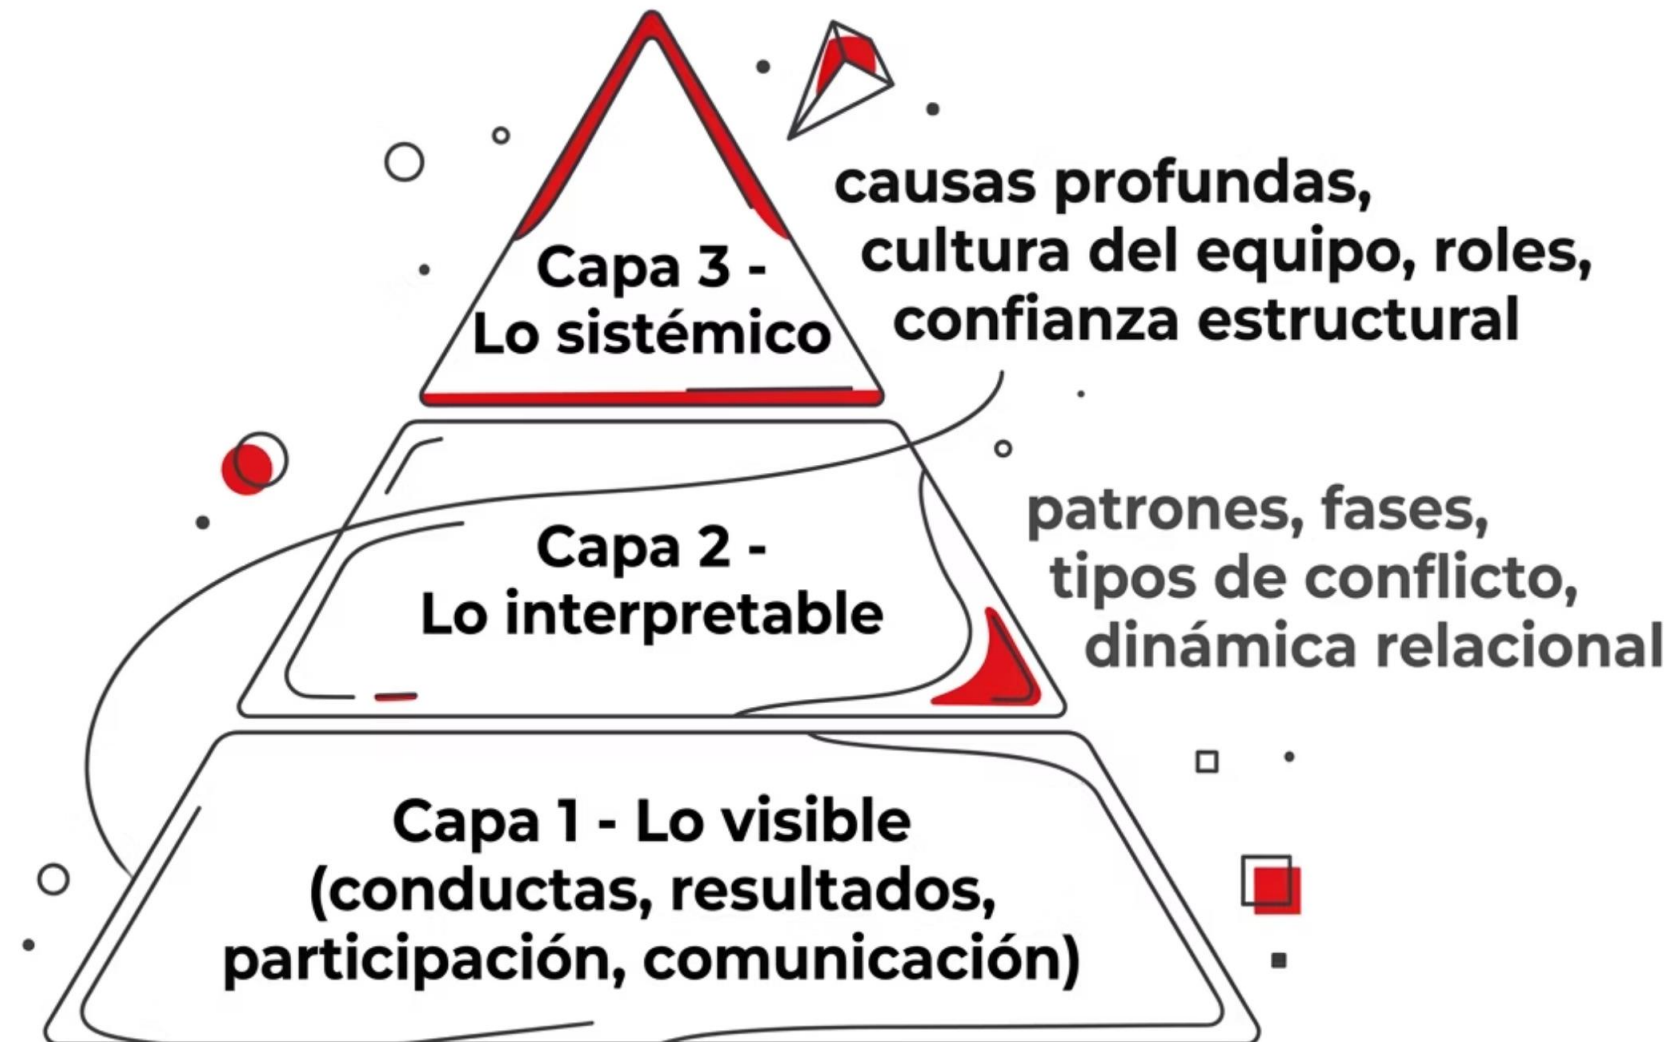 causas profundas,
cultura del equipo, roles,
confianza estructural
Capa 3 -
Lo sistémico
patrones, fases,
tipos de conflicto,
dinámica relacional
Capa 2 -
Lo interpretable
Capa 1 - Lo visible
(conductas, resultados,
participación, comunicación)